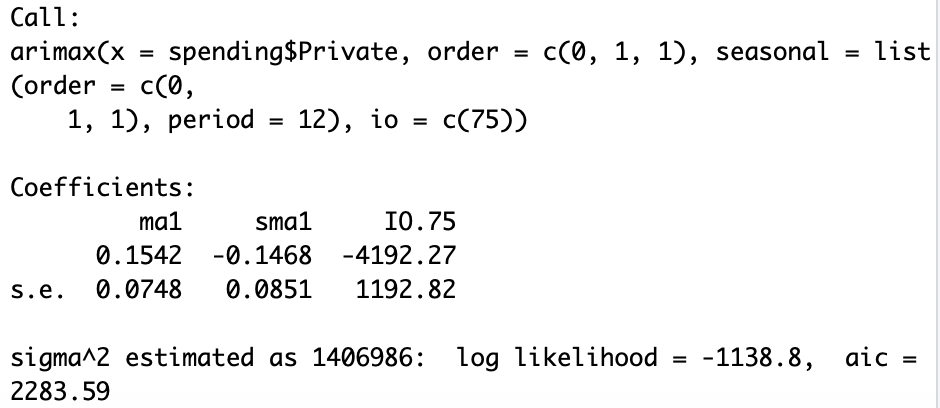 Call:
arimax(x = spending$Private, order = c(0, 1, 1), seasonal = list
(order = c(0,
    1, 1), period = 12), io = c(75))

Coefficients:
         ma1     sma1     IO.75
      0.1542  -0.1468  -4192.27
s.e.  0.0748   0.0851   1192.82

sigma^2 estimated as 1406986:  log likelihood = -1138.8,  aic =
2283.59